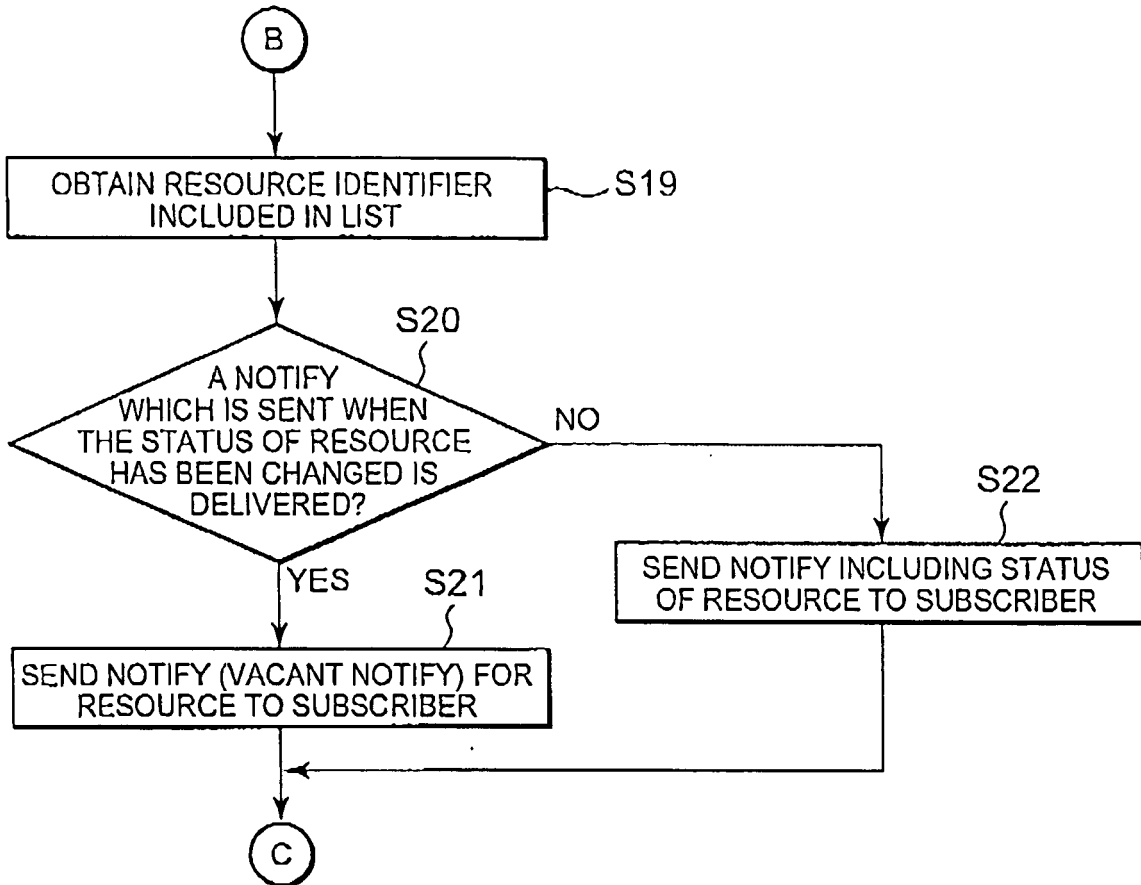 B
OBTAIN RESOURCE IDENTIFIER
INCLUDED IN LIST
S19
S20
A NOTIFY
WHICH IS SENT WHEN
THE STATUS OF RESOURCE
HAS BEEN CHANGED IS
DELIVERED?
NO
YES
S22
SEND NOTIFY INCLUDING STATUS
OF RESOURCE TO SUBSCRIBER
S21
SEND NOTIFY (VACANT NOTIFY) FOR
RESOURCE TO SUBSCRIBER
C